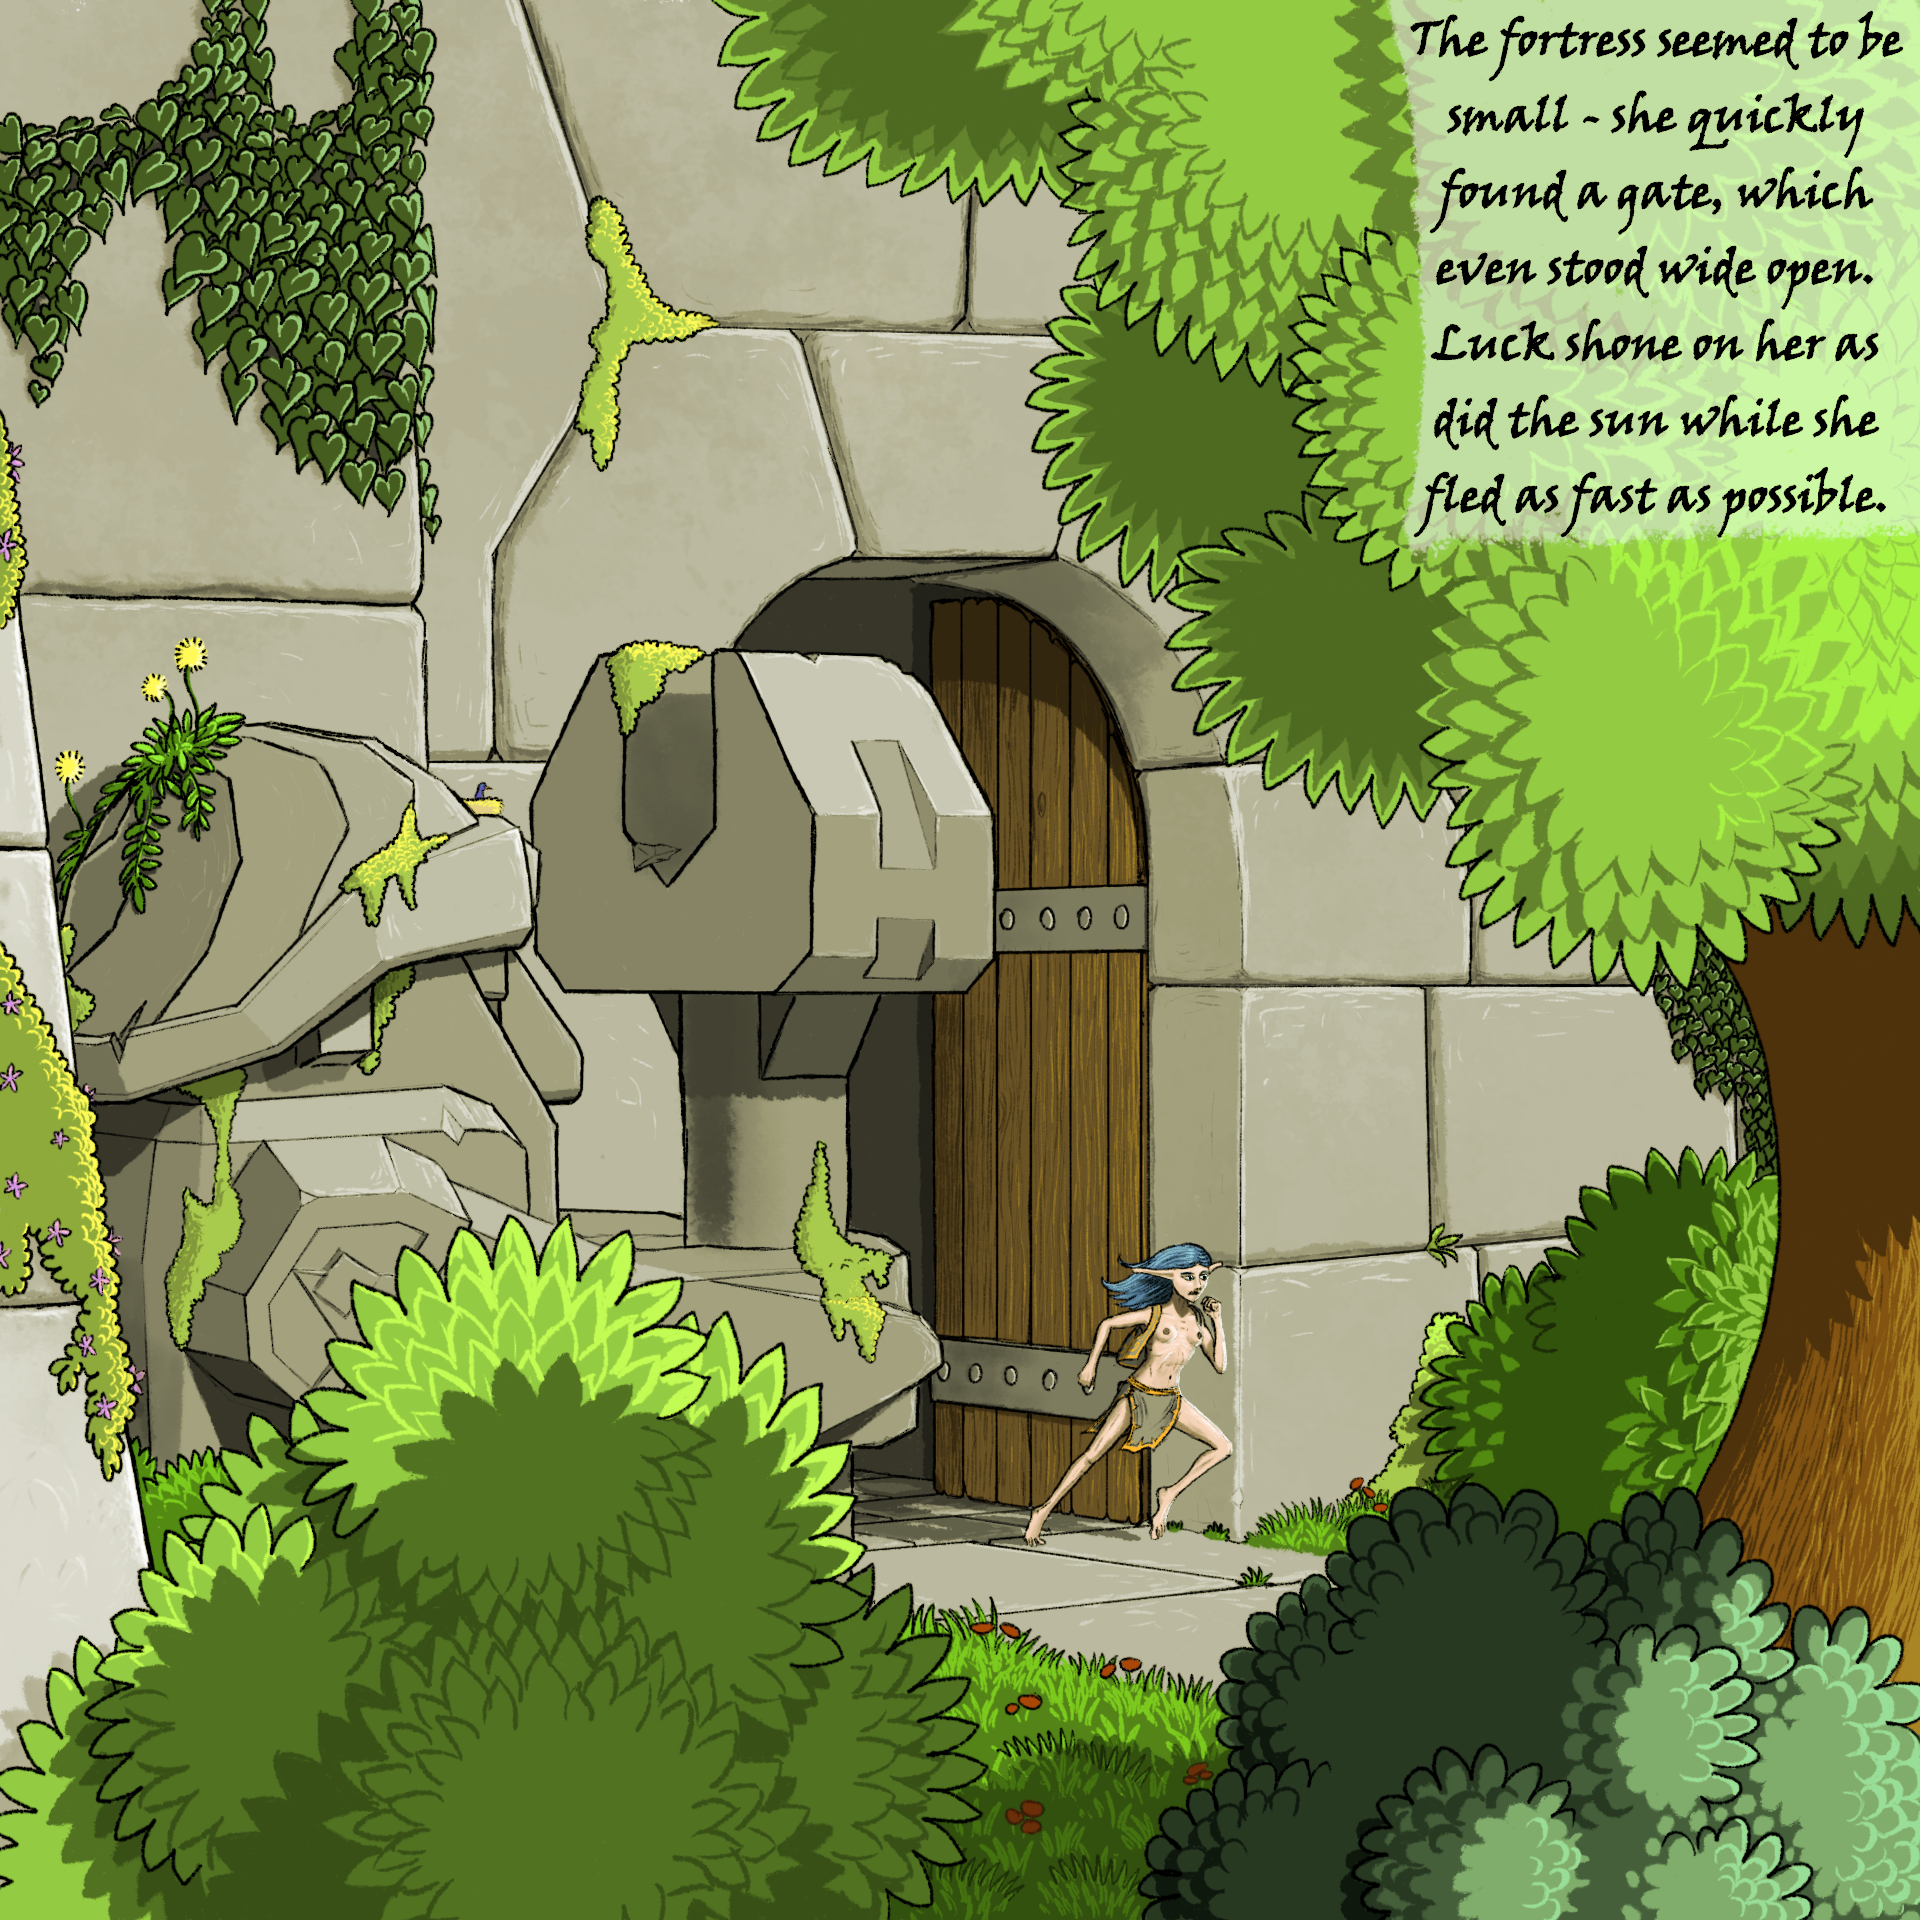 The fortress seemed to be
small - she quickly
found a gate, which
even stood wide open.
Luck shone on her as
did the sun while she
fled as fast as possible.